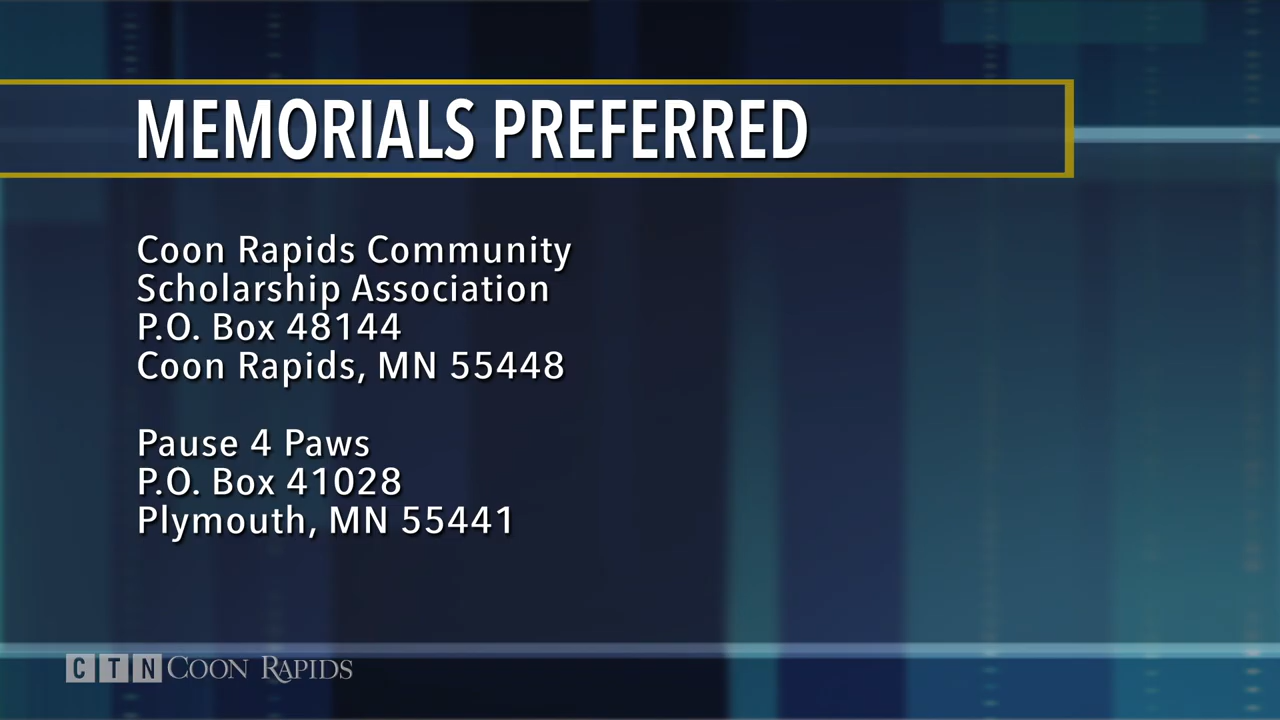 MEMORIALS PREFERRED
Coon Rapids Community
Scholarship Association
P.O. Box 48144
Coon Rapids, MN 55448
Pause 4 Paws
P.O. Box 41028
Plymouth, MN 55441
CTN COON RAPIDS